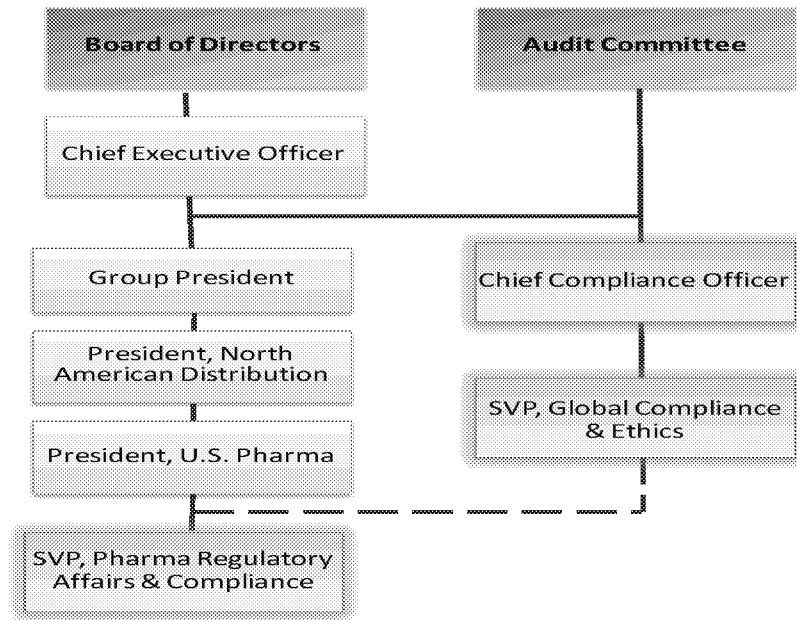 Board of Directors
Audit Committee
Chief Executive Officer
Group President
Chief Compliance Officer
President, North
American Distribution
SVP, Global Compliance
& Ethics
President, U.S. Pharma
SVP, Pharma Regulatory
Affairs & Compliance